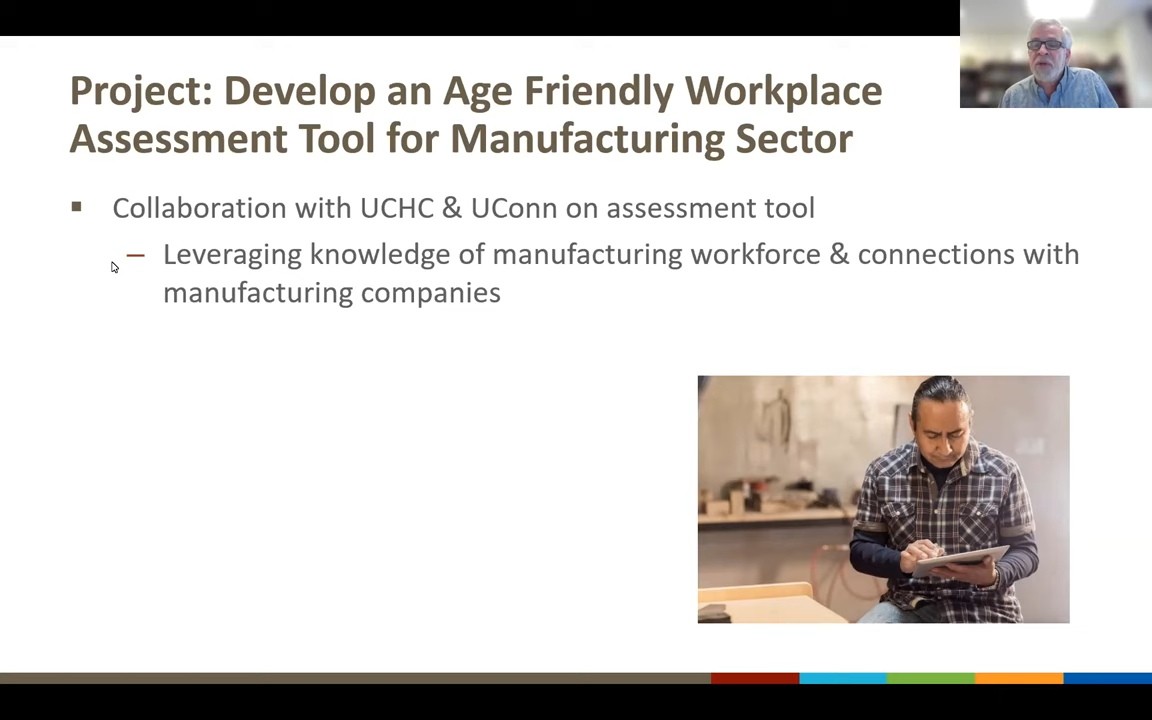 Project: Develop an Age Friendly Workplace
Assessment Tool for Manufacturing Sector
▪ Collaboration with UCHC & UConn on assessment tool
– Leveraging knowledge of manufacturing workforce & connections with
manufacturing companies